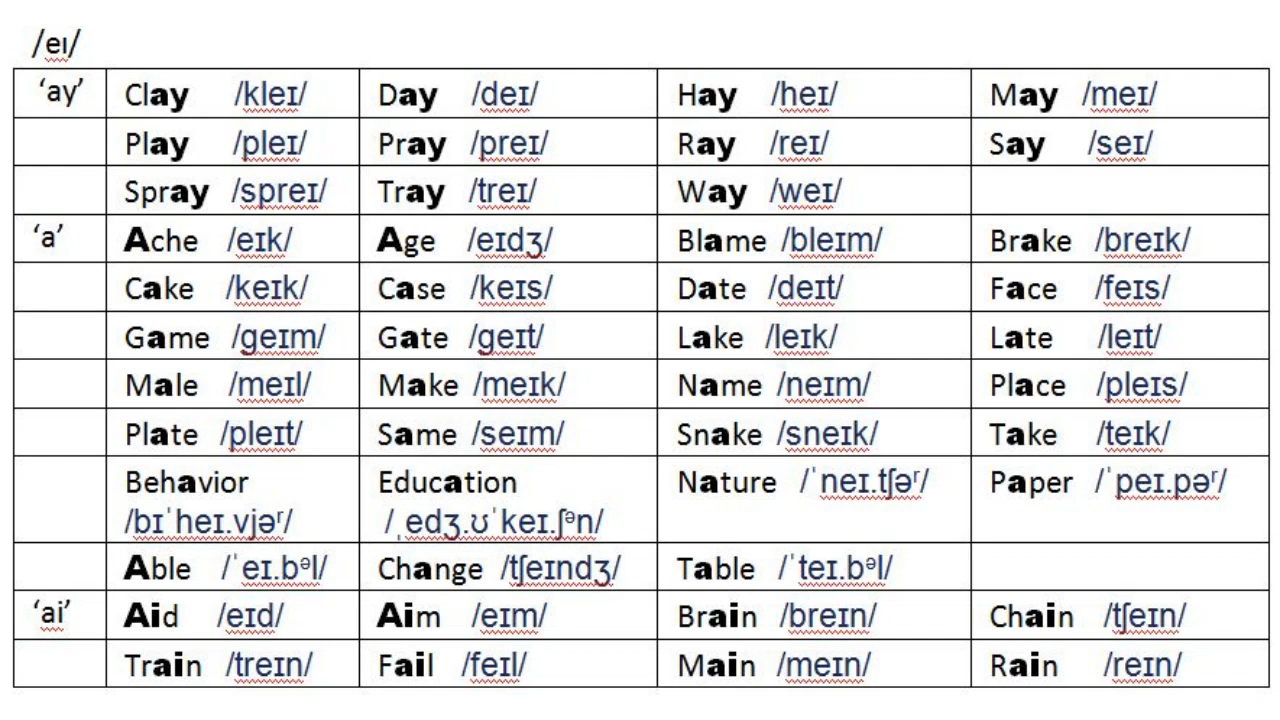 /eɪ/
‘ay’ Clay /kleɪ/ Day /deɪ/ Hay /heɪ/ May /meɪ/
Play /pleɪ/ Pray /preɪ/ Ray /reɪ/ Say /seɪ/
Spray /spreɪ/ Tray /treɪ/ Way /weɪ/
‘a’ Ache /eɪk/ Age /eɪdʒ/ Blame /bleɪm/ Brake /breɪk/
Cake /keɪk/ Case /keɪs/ Date /deɪt/ Face /feɪs/
Game /geɪm/ Gate /geɪt/ Lake /leɪk/ Late /leɪt/
Male /meɪl/ Make /meɪk/ Name /neɪm/ Place /pleɪs/
Plate /pleɪt/ Same /seɪm/ Snake /sneɪk/ Take /teɪk/
Behavior Education Nature /ˈneɪ.tʃəʳ/ Paper /ˈpeɪ.pəʳ/
/bɪˈheɪ.vjəʳ/ /ˌedʒ.ʊˈkeɪ.ʃᵊn/
Able /ˈeɪ.bᵊl/ Change /tʃeɪndʒ/ Table /ˈteɪ.bᵊl/
‘ai’ Aid /eɪd/ Aim /eɪm/ Brain /breɪn/ Chain /tʃeɪn/
Train /treɪn/ Fail /feɪl/ Main /meɪn/ Rain /reɪn/